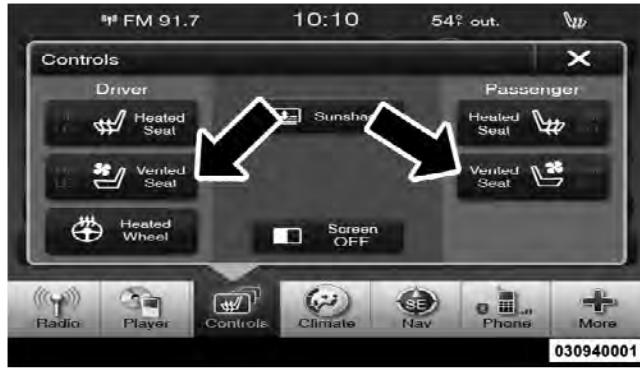 FM 91.7 10:10 54° out.
Controls
Driver Passenger
Heated
Seat
Heated
Seat
Vented
Seat
Vented
Seat
Heated
Wheel
Screen
OFF
Radio Player Controls Climate SE Nav Phone More
030940001